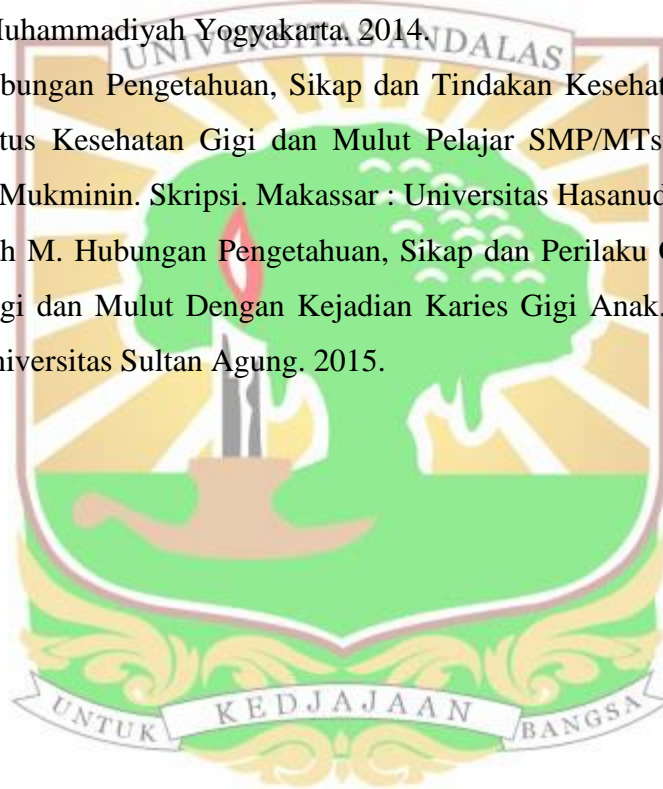 Muhammadiyah Yogyakarta. 2014.
UNIVERSITAS ANDALAS
bungan Pengetahuan, Sikap dan Tindakan Kesehat
tus Kesehatan Gigi dan Mulut Pelajar SMP/MTs
Mukminin. Skripsi. Makassar : Universitas Hasanud
h M. Hubungan Pengetahuan, Sikap dan Perilaku
gi dan Mulut Dengan Kejadian Karies Gigi Anak.
niversitas Sultan Agung. 2015.
UNTUK KEDJAJAAN BANGSA